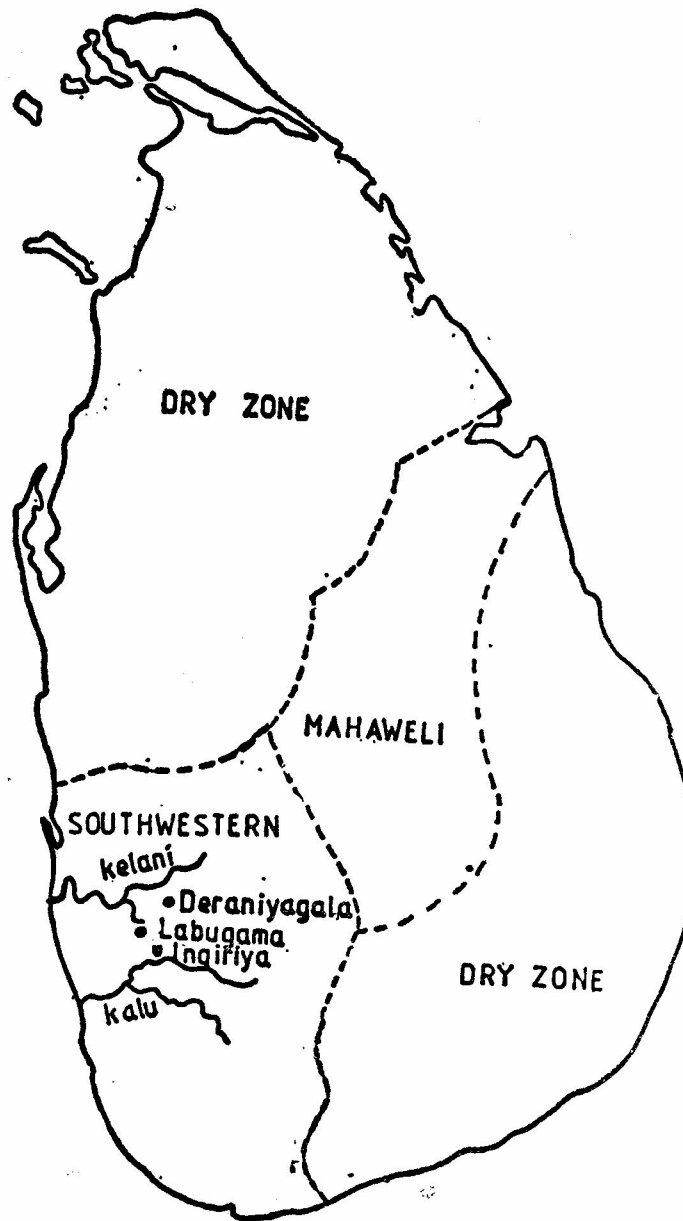 DRY ZONE
MAHAWELI
SOUTHWESTERN
kelani
Deraniyagala
Labugama
Ingiriya
DRY ZONE
kalu